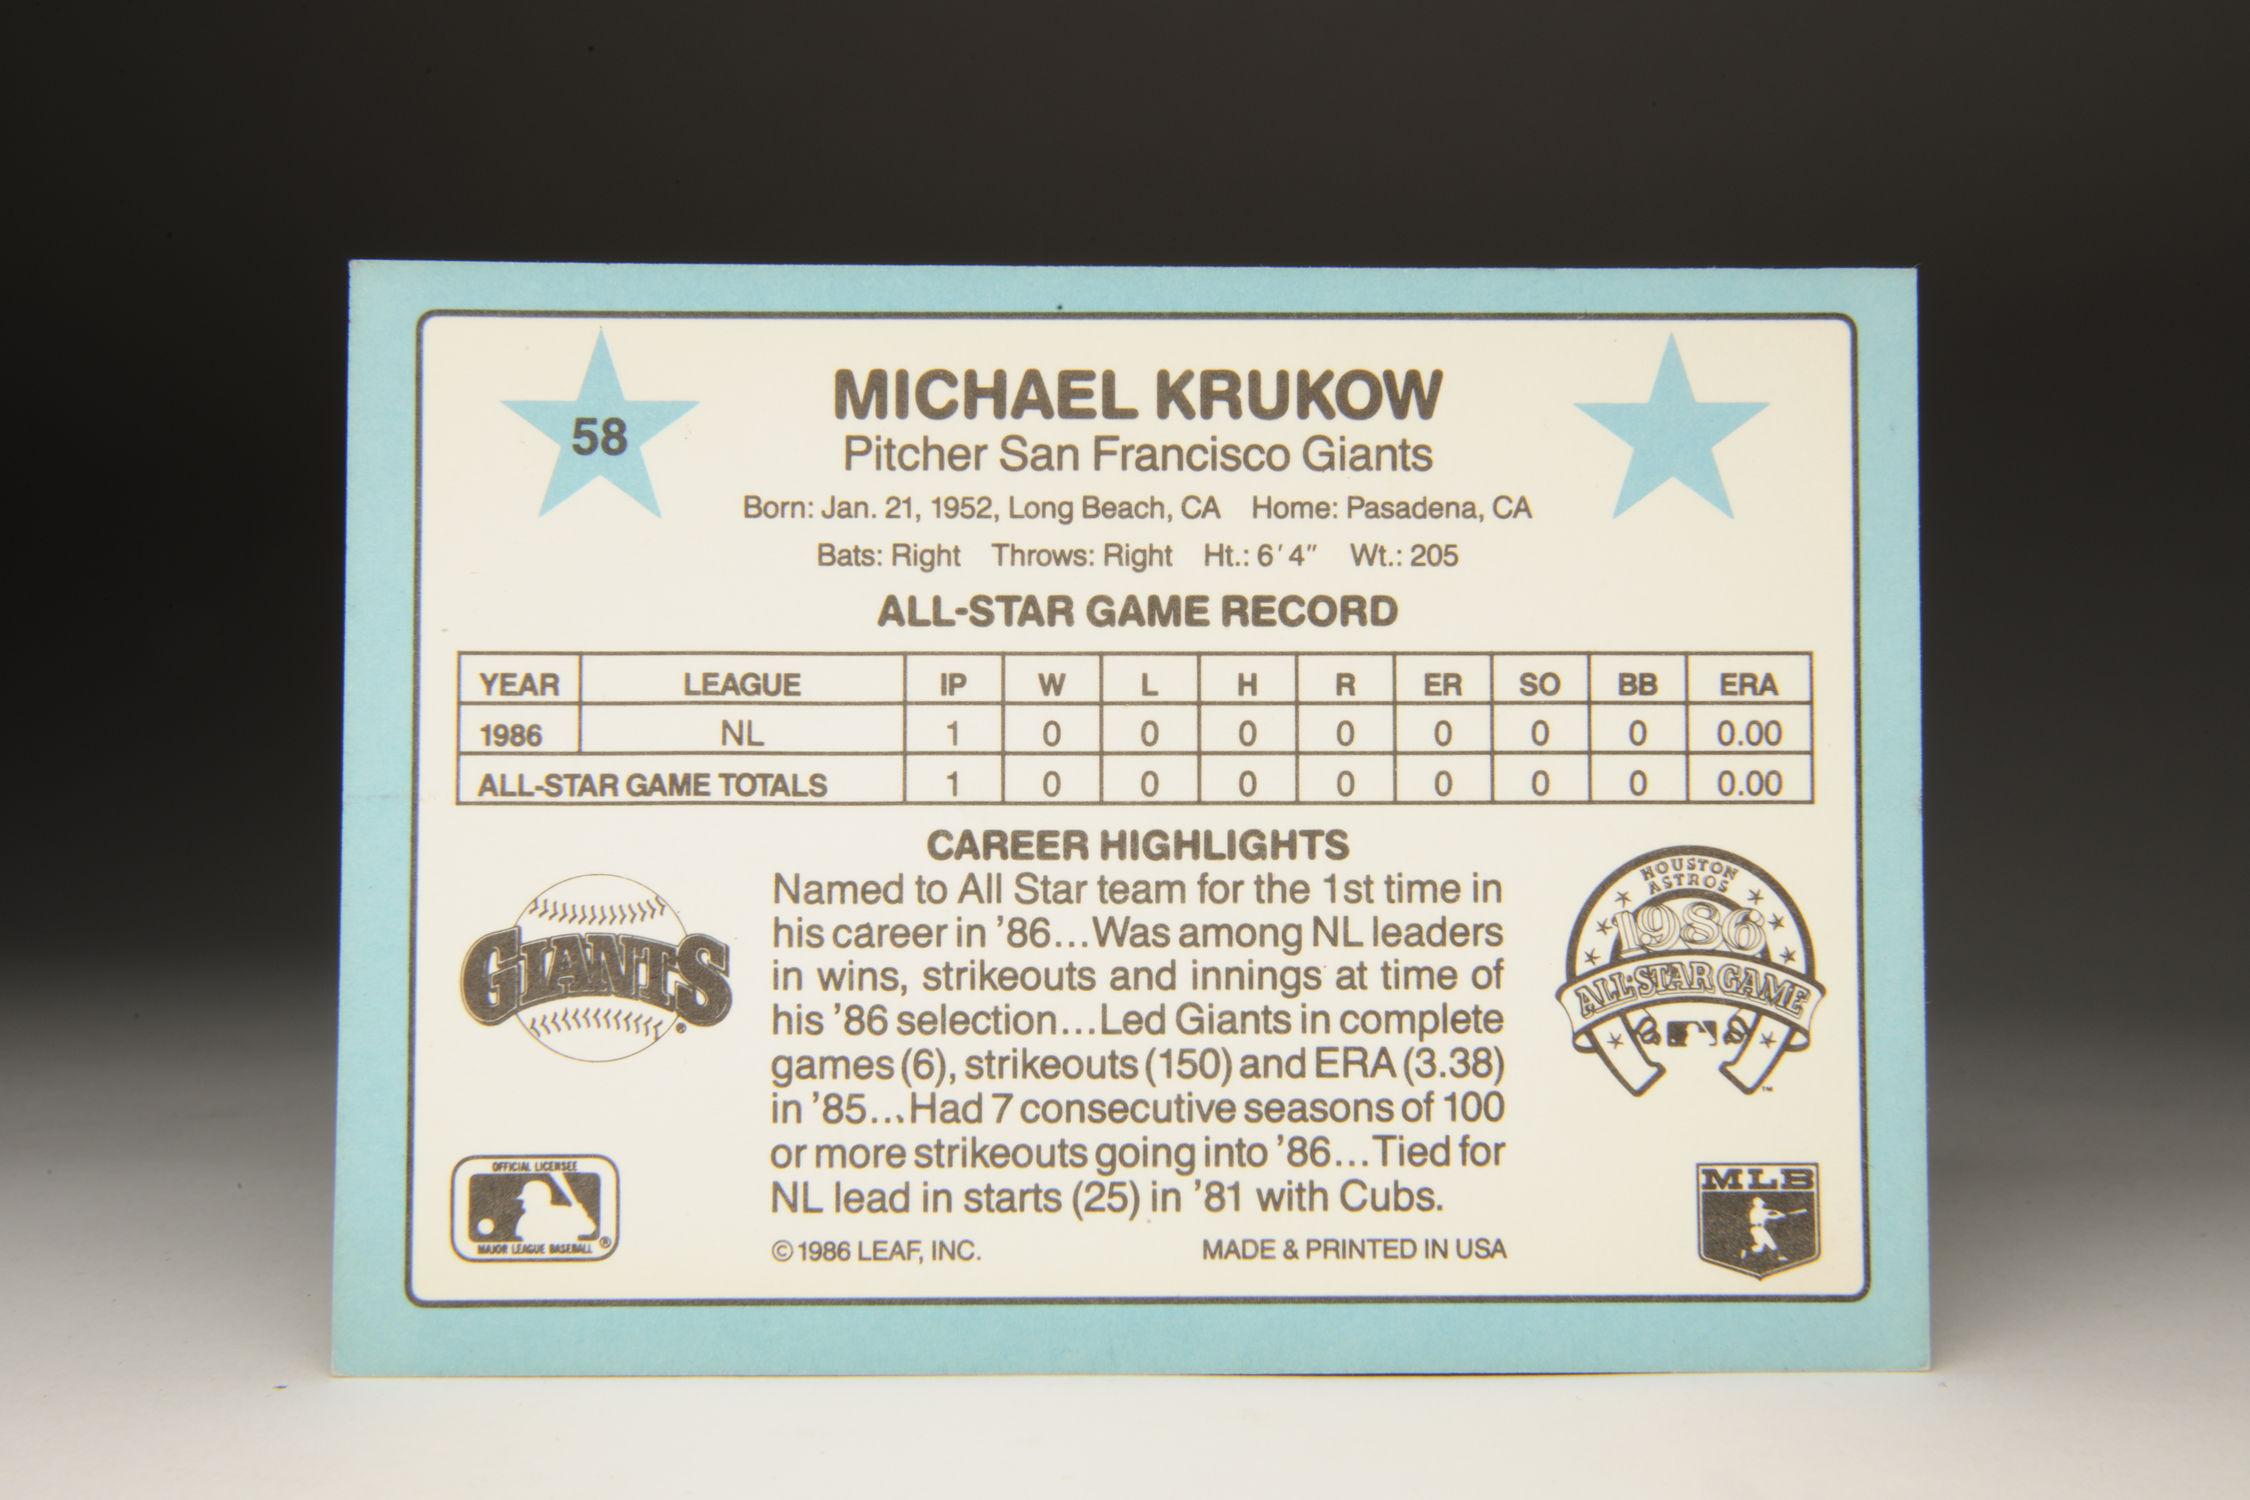 58
MICHAEL KRUKOW
Pitcher San Francisco Giants
Born: Jan. 21, 1952, Long Beach, CA Home: Pasadena, CA
Bats: Right Throws: Right Ht.: 6'4" Wt.: 205
ALL-STAR GAME RECORD
YEAR LEAGUE IP W L H R ER SO BB ERA
1986 NL 1 0 0 0 0 0 0 0 0.00
ALL-STAR GAME TOTALS 1 0 0 0 0 0 0 0 0.00
CAREER HIGHLIGHTS
Named to All Star team for the 1st time in
his career in '86...Was among NL leaders
in wins, strikeouts and innings at time of
his '86 selection...Led Giants in complete
games (6), strikeouts (150) and ERA (3.38)
in '85...Had 7 consecutive seasons of 100
or more strikeouts going into '86...Tied for
NL lead in starts (25) in '81 with Cubs.
© 1986 LEAF, INC. MADE & PRINTED IN USA
GIANTS ®
OFFICIAL LICENSEE
MAJOR LEAGUE BASEBALL ®
HOUSTON
ASTROS
1986
ALL-STAR GAME
™
MLB